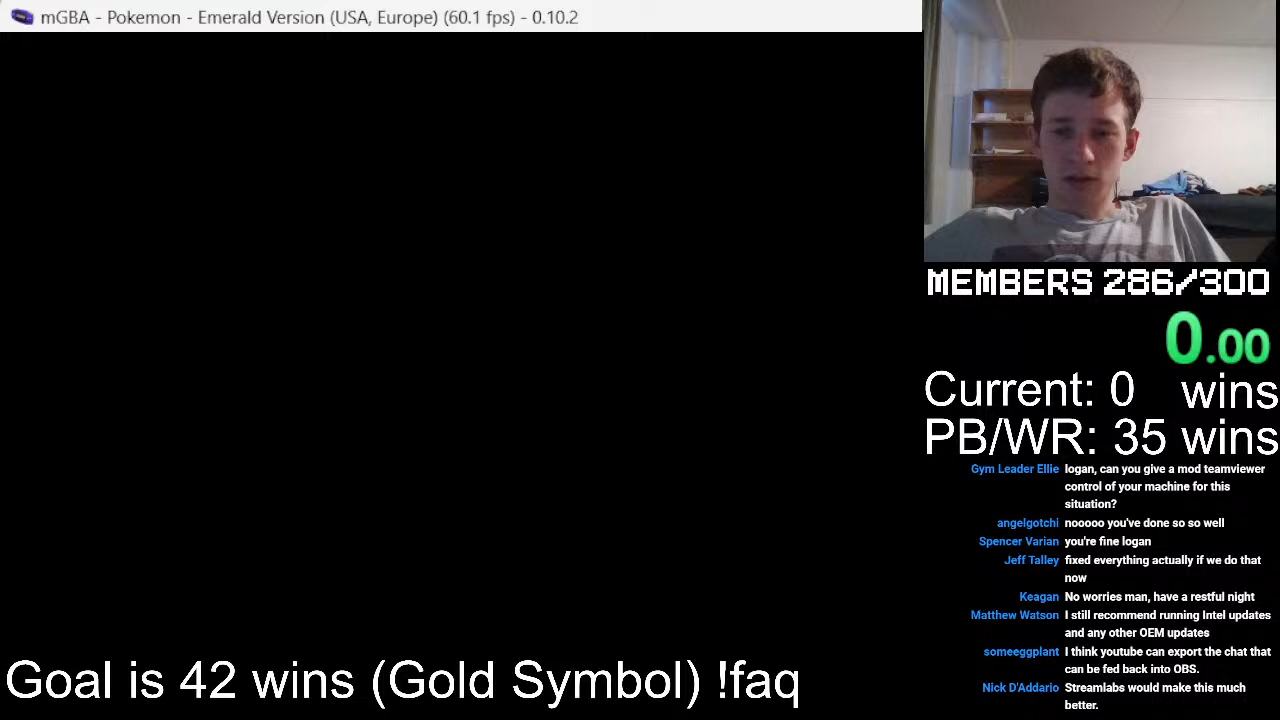 mGBA - Pokemon - Emerald Version (USA, Europe) (60.1 fps) - 0.10.2
MEMBERS 286/300
0.00
Current: 0 wins
PB/WR: 35 wins
Gym Leader Ellie logan, can you give a mod teamviewer
control of your machine for this
situation?
angelgotchi nooooo you've done so so well
Spencer Varian you're fine logan
Jeff Talley fixed everything actually if we do that
now
Keagan No worries man, have a restful night
Matthew Watson I still recommend running Intel updates
and any other OEM updates
someeggplant I think youtube can export the chat that
can be fed back into OBS.
Nick D'Addario Streamlabs would make this much
better.
Goal is 42 wins (Gold Symbol) !faq